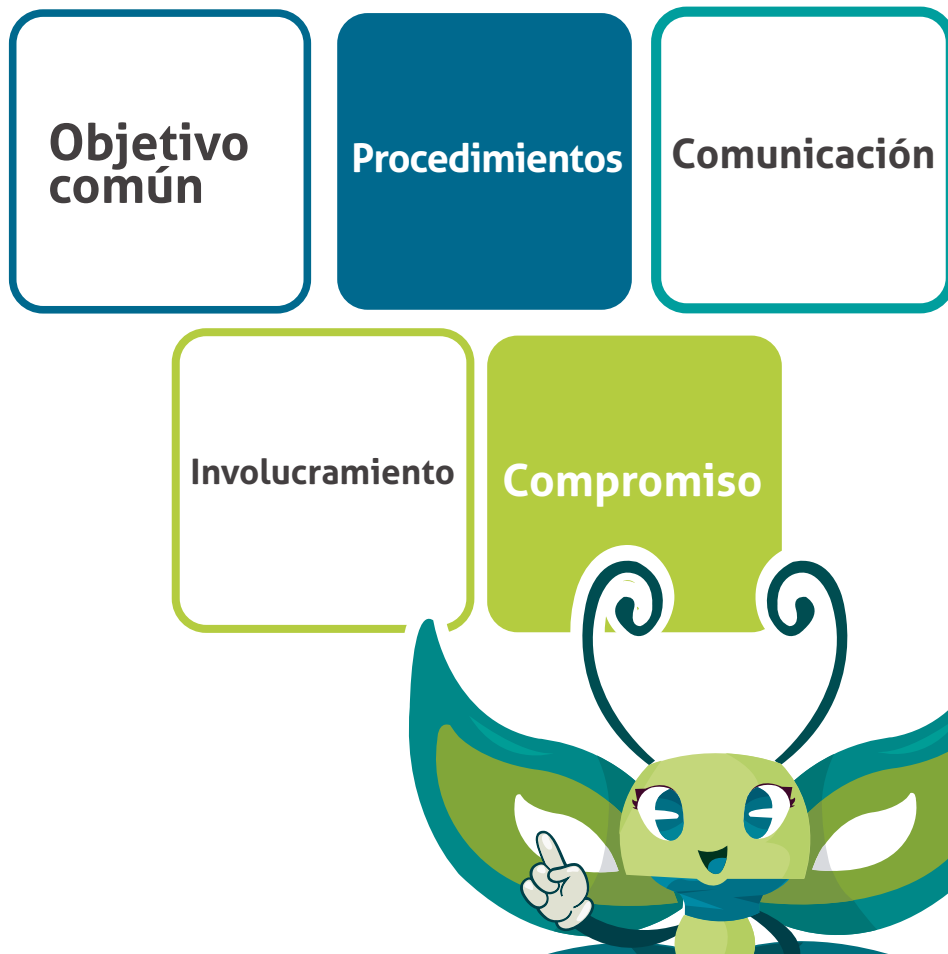 Objetivo
común
Procedimientos
Comunicación
Involucramiento
Compromiso